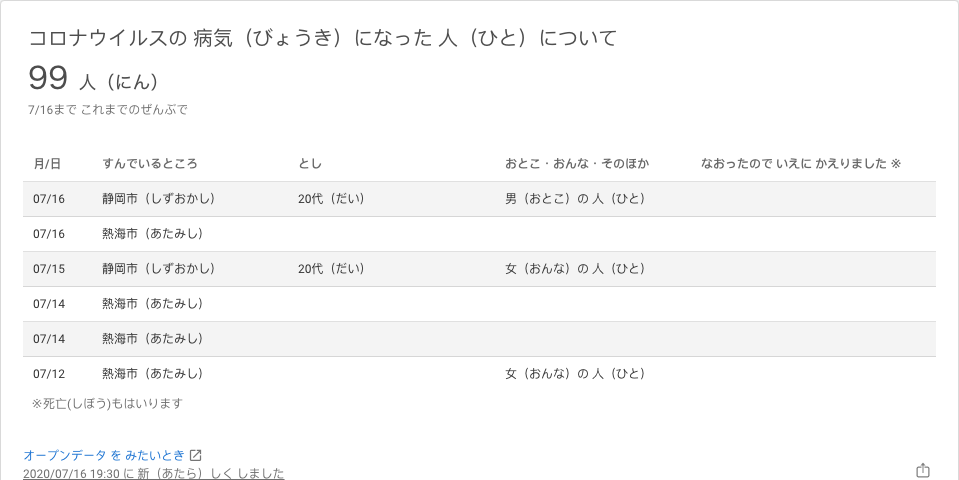 コロナウイルスの 病気（びょうき）になった 人（ひと）について
99 人（にん）
7/16まで これまでのぜんぶで
月/日 すんでいるところ とし おとこ・おんな・そのほか なおったので いえに かえりました ※
07/16 静岡市（しずおかし） 20代（だい） 男（おとこ）の 人（ひと）
07/16 熱海市（あたみし）
07/15 静岡市（しずおかし） 20代（だい） 女（おんな）の 人（ひと）
07/14 熱海市（あたみし）
07/14 熱海市（あたみし）
07/12 熱海市（あたみし） 女（おんな）の 人（ひと）
※死亡(しぼう)もはいります
オープンデータ を みたいとき
2020/07/16 19:30 に 新（あたら）しく しました